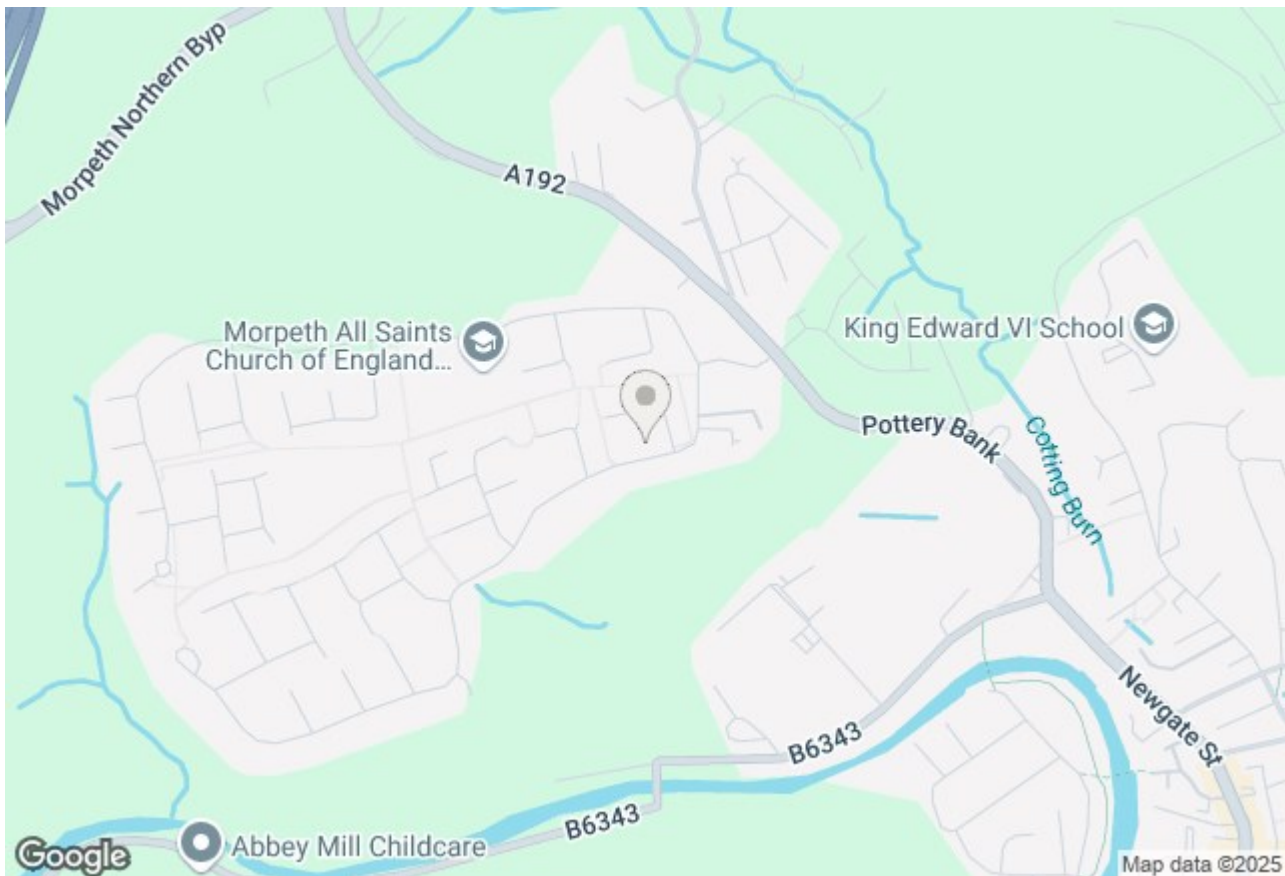 Morpeth Northern Byp
A192
Morpeth All Saints
Church of England...
King Edward VI School
Pottery Bank
Cotting Burn
Newgate St
B6343
B6343
Abbey Mill Childcare
Google
Map data ©2025